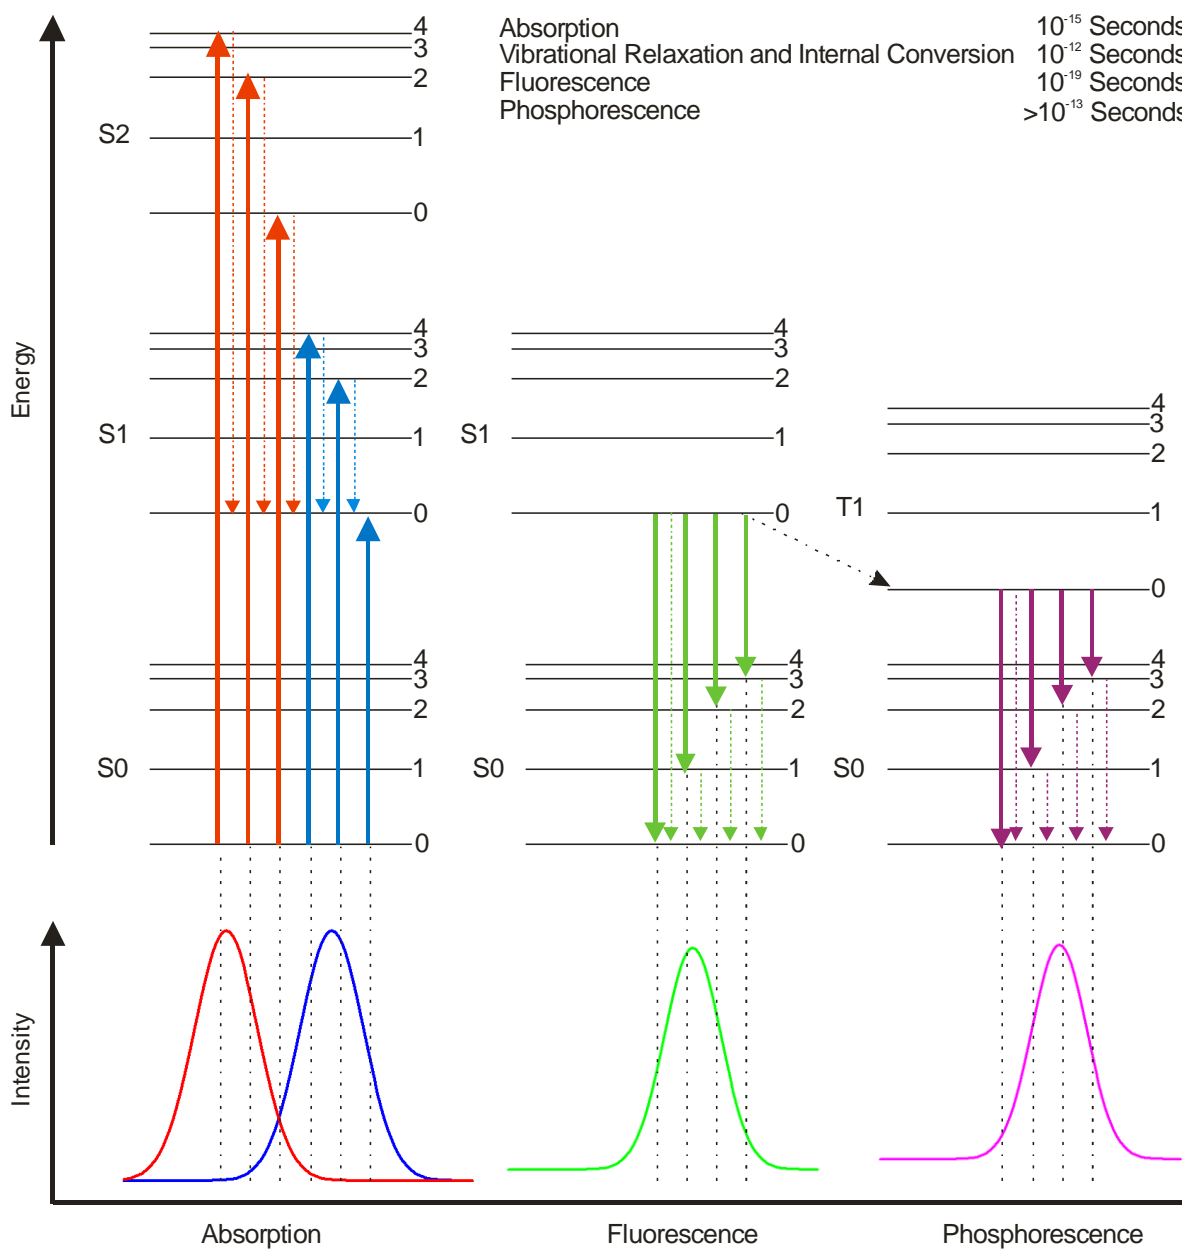 Absorption 10⁻¹⁵ Seconds
Vibrational Relaxation and Internal Conversion 10⁻¹² Seconds
Fluorescence 10⁻¹⁹ Seconds
Phosphorescence >10⁻¹³ Seconds
Energy
S2
4
3
2
1
0
S1
4
3
2
1
0
S0
4
3
2
1
0
S1
4
3
2
1
0
S0
4
3
2
1
0
T1
4
3
2
1
0
S0
4
3
2
1
0
Intensity
Absorption Fluorescence Phosphorescence